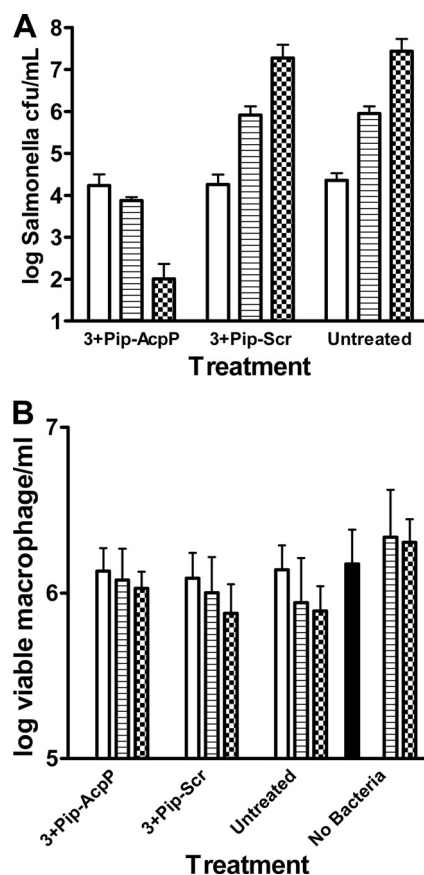 A
log Salmonella cfu/mL
8
7
6
5
4
3
2
1
3+Pip-AcpP 3+Pip-Scr Untreated
Treatment
B
log viable macrophage/ml
7
6
5
3+Pip-AcpP
3+Pip-Scr
Untreated
No Bacteria
Treatment